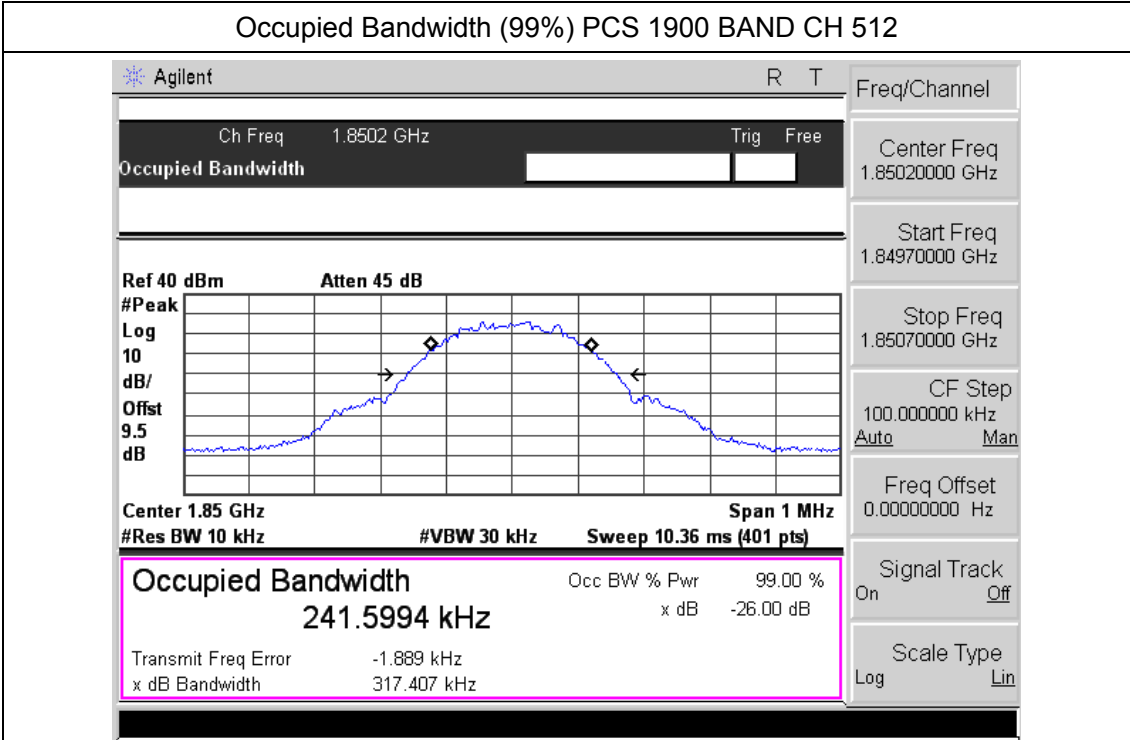 Occupied Bandwidth (99%) PCS 1900 BAND CH 512
Agilent R T
Freq/Channel
Ch Freq 1.8502 GHz Trig Free
Occupied Bandwidth
Center Freq
1.85020000 GHz
Start Freq
1.84970000 GHz
Stop Freq
1.85070000 GHz
CF Step
100.000000 kHz
Auto Man
Freq Offset
0.00000000 Hz
Signal Track
On Off
Scale Type
Log Lin
Ref 40 dBm Atten 45 dB
#Peak
Log
10
dB/
Offst
9.5
dB
Center 1.85 GHz Span 1 MHz
#Res BW 10 kHz #VBW 30 kHz Sweep 10.36 ms (401 pts)
Occupied Bandwidth Occ BW % Pwr 99.00 %
241.5994 kHz x dB -26.00 dB
Transmit Freq Error -1.889 kHz
x dB Bandwidth 317.407 kHz